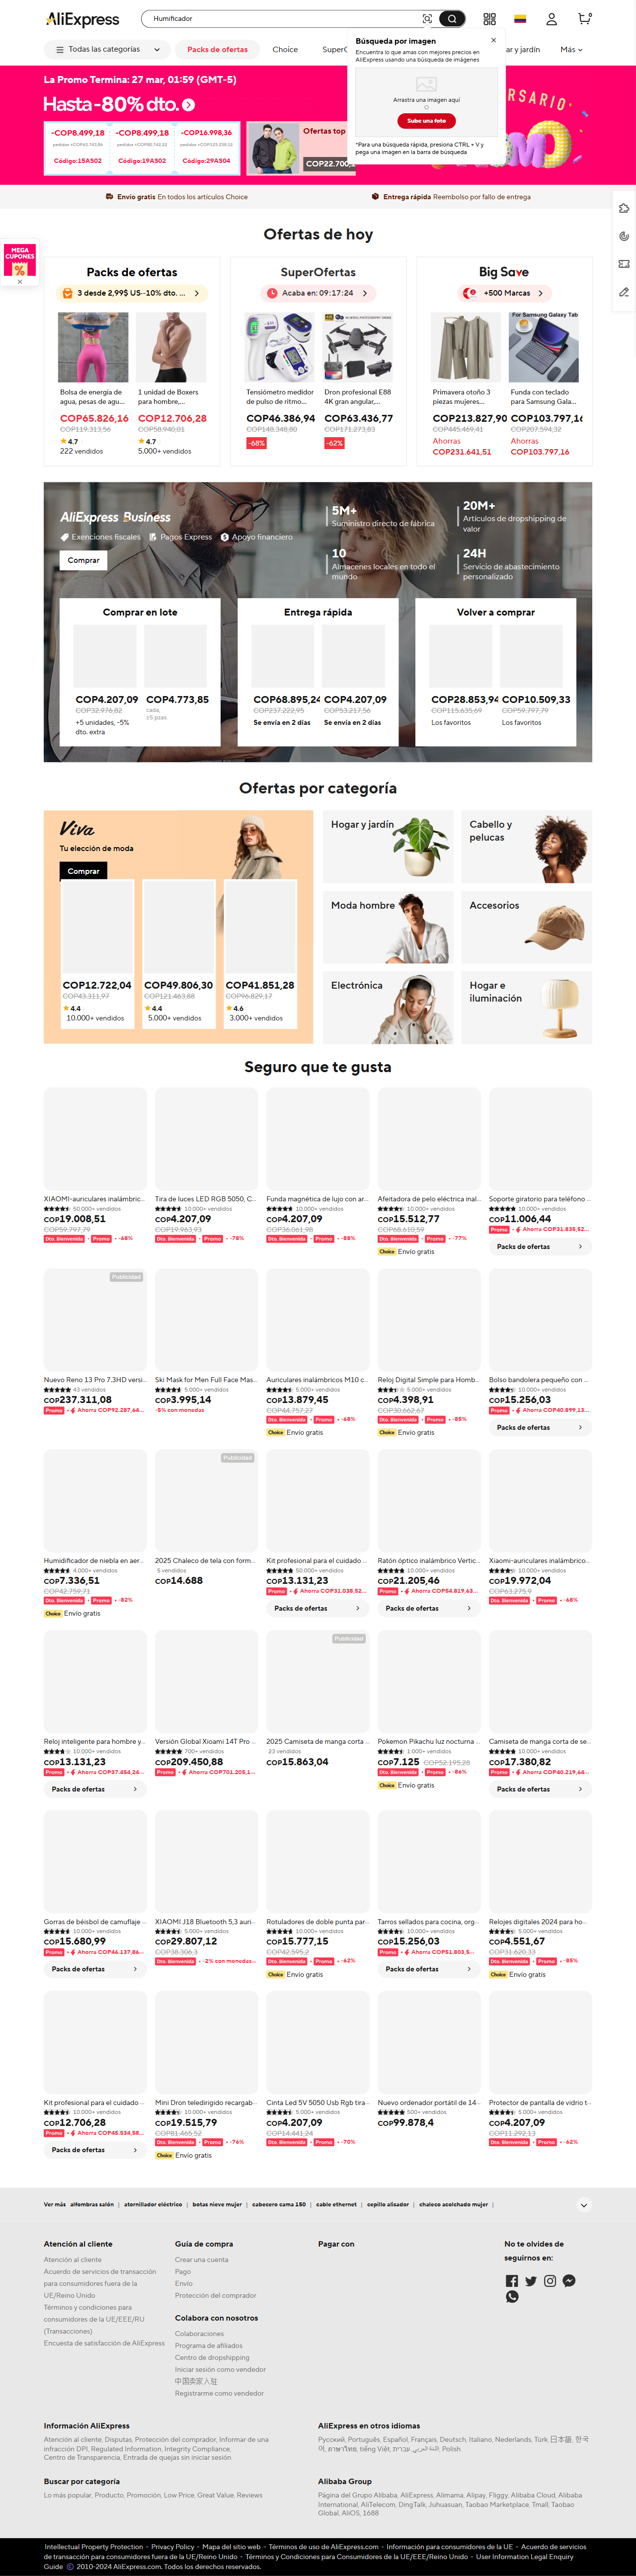 AliExpress
Humificador
0
Todas las categorías
Packs de ofertas
Choice
Más
Búsqueda por imagen
Encuentra lo que amas con mejores precios en
AliExpress usando una búsqueda de imágenes
Arrastra una imagen aquí
O
Sube una foto
*Para una búsqueda rápida, presiona CTRL + V y
pega una imagen en la barra de búsqueda
La Promo Termina: 27 mar, 01:59 (GMT-5)
Hasta -80% dto.
-COP8.499,18
-COP8.499,18
-COP16.998,36
Código:15AS02
Código:19AS02
Código:29AS04
Ofertas top
Envío gratis En todos los artículos Choice
Entrega rápida Reembolso por fallo de entrega
MEGA
CUPONES
%
Ofertas de hoy
Packs de ofertas
3 desde 2,99$ US--10% dto. ...
Bolsa de energía de
agua, pesas de agu...
COP65.826,16
COP119.313,56
4.7
222 vendidos
1 unidad de Boxers
para hombre,...
COP12.706,28
COP58.940,01
4.7
5.000+ vendidos
SuperOfertas
Acaba en: 09:17:24
Tensiómetro medidor
de pulso de ritmo...
COP46.386,94
COP148.348,80
-68%
Dron profesional E88
4K gran angular,...
COP63.436,77
COP171.273,83
-62%
Big Save
+500 Marcas
Primavera otoño 3
piezas mujeres...
COP213.827,90
COP445.469,41
Ahorras
COP231.641,51
For Samsung Galaxy Tab
Funda con teclado
para Samsung Gala...
COP103.797,16
COP207.594,32
Ahorras
COP103.797,16
AliExpress Business
Exenciones fiscales
Pagos Express
Apoyo financiero
Comprar
5M+
Suministro directo de fábrica
20M+
Artículos de dropshipping de
valor
10
Almacenes locales en todo el
mundo
24H
Servicio de abastecimiento
personalizado
Comprar en lote
COP4.207,09
COP32.976,82
+5 unidades, -5%
dto. extra
COP4.773,85
cada,
≥5 pzas.
Entrega rápida
COP68.895,24
COP237.222,95
Se envía en 2 días
COP4.207,09
COP53.217,56
Se envía en 2 días
Volver a comprar
COP28.853,94
COP115.635,69
Los favoritos
COP10.509,33
COP59.797,79
Los favoritos
Ofertas por categoría
Viva
Tu elección de moda
Comprar
COP12.722,04
COP43.311,97
4.4
10.000+ vendidos
COP49.806,30
COP121.463,88
4.4
5.000+ vendidos
COP41.851,28
COP96.829,17
4.6
3.000+ vendidos
Hogar y jardín
Cabello y
pelucas
Moda hombre
Accesorios
Electrónica
Hogar e
iluminación
Seguro que te gusta
XIAOMI-auriculares inalámbric...
50.000+ vendidos
COP19.008,51
COP59.797,79
Dto. Bienvenida Promo -68%
Tira de luces LED RGB 5050, C...
10.000+ vendidos
COP4.207,09
COP19.963,93
Dto. Bienvenida Promo -78%
Funda magnética de lujo con ar...
10.000+ vendidos
COP4.207,09
COP36.061,98
Dto. Bienvenida Promo -88%
Afeitadora de pelo eléctrica inal...
10.000+ vendidos
COP15.512,77
COP68.610,59
Dto. Bienvenida Promo -77%
Choice Envío gratis
Soporte giratorio para teléfono ...
10.000+ vendidos
COP11.006,44
Promo Ahorra COP31.835,52...
Packs de ofertas
Publicidad
Nuevo Reno 13 Pro 7.3HD versi...
43 vendidos
COP237.311,08
Promo Ahorra COP92.287,64...
Ski Mask for Men Full Face Mas...
5.000+ vendidos
COP3.995,14
-5% con monedas
Auriculares inalámbricos M10 c...
5.000+ vendidos
COP13.879,45
COP44.757,27
Dto. Bienvenida Promo -68%
Choice Envío gratis
Reloj Digital Simple para Homb...
5.000+ vendidos
COP4.398,91
COP30.662,67
Dto. Bienvenida Promo -85%
Choice Envío gratis
Bolso bandolera pequeño con ...
10.000+ vendidos
COP15.256,03
Promo Ahorra COP40.899,13...
Packs de ofertas
Humidificador de niebla en aer...
4.000+ vendidos
COP7.336,51
COP42.759,71
Dto. Bienvenida Promo -82%
Choice Envío gratis
Publicidad
2025 Chaleco de tela con form...
5 vendidos
COP14.688
Kit profesional para el cuidado ...
50.000+ vendidos
COP13.131,23
Promo Ahorra COP31.038,52...
Packs de ofertas
Ratón óptico inalámbrico Vertic...
10.000+ vendidos
COP21.205,46
Promo Ahorra COP54.819,63...
Packs de ofertas
Xiaomi-auriculares inalámbrico...
10.000+ vendidos
COP19.972,04
COP63.275,9
Dto. Bienvenida Promo -68%
Reloj inteligente para hombre y...
10.000+ vendidos
COP13.131,23
Promo Ahorra COP37.454,24...
Packs de ofertas
Versión Global Xioami 14T Pro ...
700+ vendidos
COP209.450,88
Promo Ahorra COP701.205,1...
Publicidad
2025 Camiseta de manga corta ...
23 vendidos
COP15.863,04
Pokemon Pikachu luz nocturna ...
1.000+ vendidos
COP7.125 COP52.195,28
Dto. Bienvenida Promo -86%
Choice Envío gratis
Camiseta de manga corta de se...
10.000+ vendidos
COP17.380,82
Promo Ahorra COP40.219,64...
Packs de ofertas
Gorras de béisbol de camuflaje ...
10.000+ vendidos
COP15.680,99
Promo Ahorra COP46.137,86...
Packs de ofertas
XIAOMI J18 Bluetooth 5,3 auri...
5.000+ vendidos
COP29.807,12
COP38.306,3
Dto. Bienvenida -2% con monedas...
Rotuladores de doble punta par...
10.000+ vendidos
COP15.777,15
COP42.595,2
Dto. Bienvenida Promo -62%
Choice Envío gratis
Tarros sellados para cocina, org...
10.000+ vendidos
COP15.256,03
Promo Ahorra COP51.803,5...
Packs de ofertas
Relojes digitales 2024 para ho...
5.000+ vendidos
COP4.551,67
COP31.620,33
Dto. Bienvenida Promo -85%
Choice Envío gratis
Kit profesional para el cuidado ...
10.000+ vendidos
COP12.706,28
Promo Ahorra COP45.534,58...
Packs de ofertas
Mini Dron teledirigido recargab...
10.000+ vendidos
COP19.515,79
COP81.465,52
Dto. Bienvenida Promo -76%
Choice Envío gratis
Cinta Led 5V 5050 Usb Rgb tira...
5.000+ vendidos
COP4.207,09
COP14.441,24
Dto. Bienvenida Promo -70%
Nuevo ordenador portátil de 14...
500+ vendidos
COP99.878,4
Protector de pantalla de vidrio t...
5.000+ vendidos
COP4.207,09
COP11.292,13
Dto. Bienvenida Promo -62%
Ver más alfombras salón | atornillador eléctrico | botas nieve mujer | cabecero cama 150 | cable ethernet | cepillo alisador | chaleco acolchado mujer |
Atención al cliente
Atención al cliente
Acuerdo de servicios de transacción
para consumidores fuera de la
UE/Reino Unido
Términos y condiciones para
consumidores de la UE/EEE/RU
(Transacciones)
Encuesta de satisfacción de AliExpress
Guía de compra
Crear una cuenta
Pago
Envío
Protección del comprador
Colabora con nosotros
Colaboraciones
Programa de afiliados
Centro de dropshipping
Iniciar sesión como vendedor
中国卖家入驻
Registrarme como vendedor
Pagar con
No te olvides de
seguirnos en:
Información AliExpress
Atención al cliente, Disputas, Protección del comprador, Informar de una
infracción DPI, Regulated Information, Integrity Compliance,
Centro de Transparencia, Entrada de quejas sin iniciar sesión
AliExpress en otros idiomas
Русский, Português, Español, Français, Deutsch, Italiano, Nederlands, Türk, 日本語, 한국
어, ภาษาไทย, tiếng Việt, עברית, اللغة العربية, Polish
Buscar por categoría
Lo más popular, Producto, Promoción, Low Price, Great Value, Reviews
Alibaba Group
Página del Grupo Alibaba, AliExpress, Alimama, Alipay, Fliggy, Alibaba Cloud, Alibaba
International, AliTelecom, DingTalk, Juhuasuan, Taobao Marketplace, Tmall, Taobao
Global, AliOS, 1688
Intellectual Property Protection - Privacy Policy - Mapa del sitio web - Términos de uso de AliExpress.com - Información para consumidores de la UE - Acuerdo de servicios
de transacción para consumidores fuera de la UE/Reino Unido - Términos y Condiciones para Consumidores de la UE/EEE/Reino Unido - User Information Legal Enquiry
Guide © 2010-2024 AliExpress.com. Todos los derechos reservados.